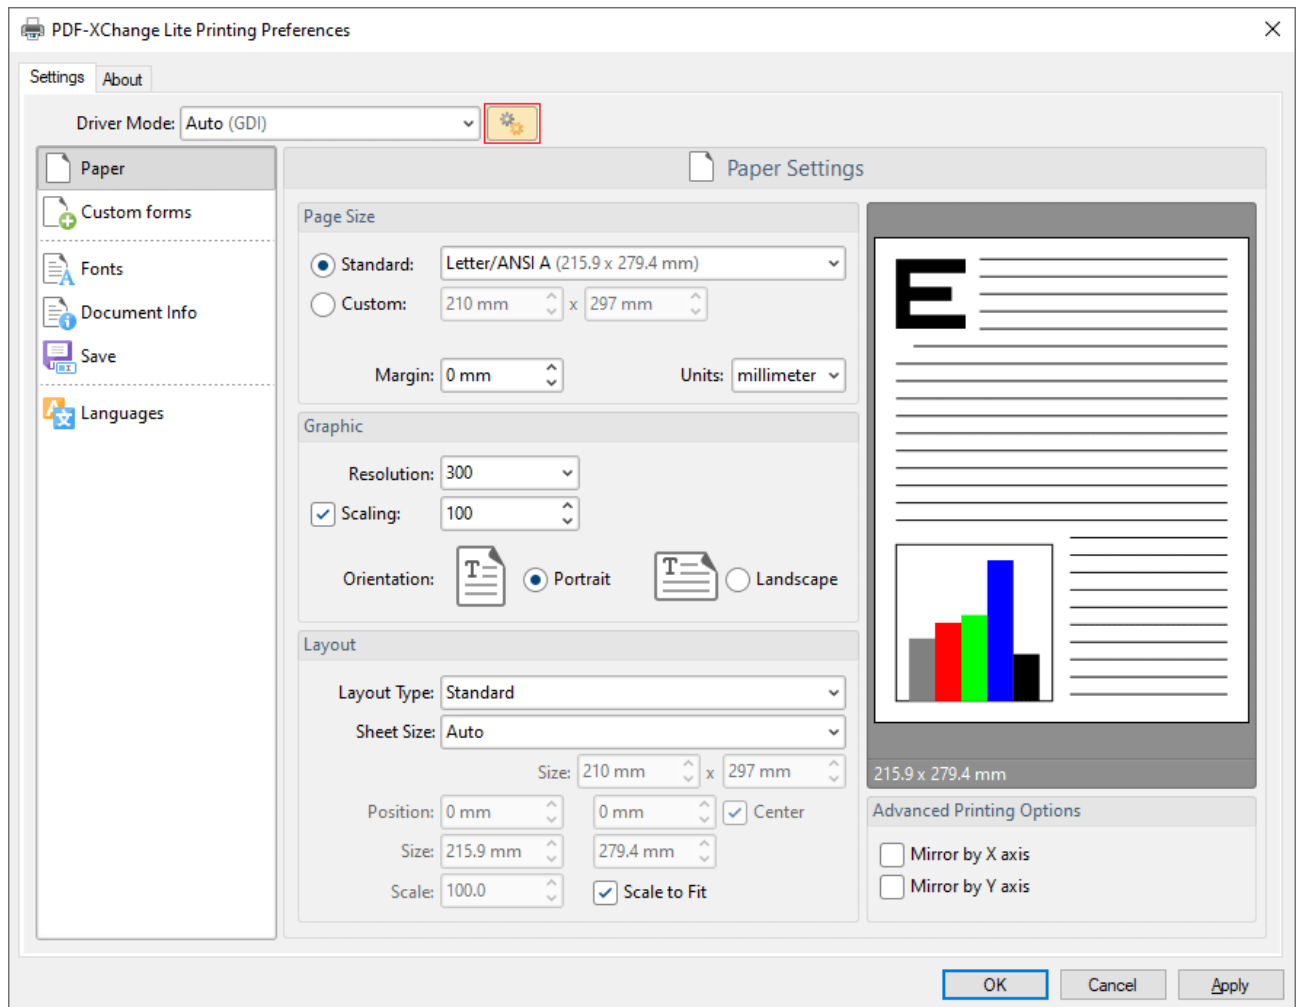 PDF-XChange Lite Printing Preferences
Settings About
Driver Mode: Auto (GDI)
Paper
Custom forms
Fonts
Document Info
Save
Languages
Paper Settings
Page Size
Standard: Letter/ANSI A (215.9 x 279.4 mm)
Custom: 210 mm x 297 mm
Margin: 0 mm Units: millimeter
Graphic
Resolution: 300
Scaling: 100
Orientation: T Portrait T Landscape
Layout
Layout Type: Standard
Sheet Size: Auto
Size: 210 mm x 297 mm
Position: 0 mm 0 mm Center
Size: 215.9 mm 279.4 mm
Scale: 100.0 Scale to Fit
E
215.9 x 279.4 mm
Advanced Printing Options
Mirror by X axis
Mirror by Y axis
OK Cancel Apply